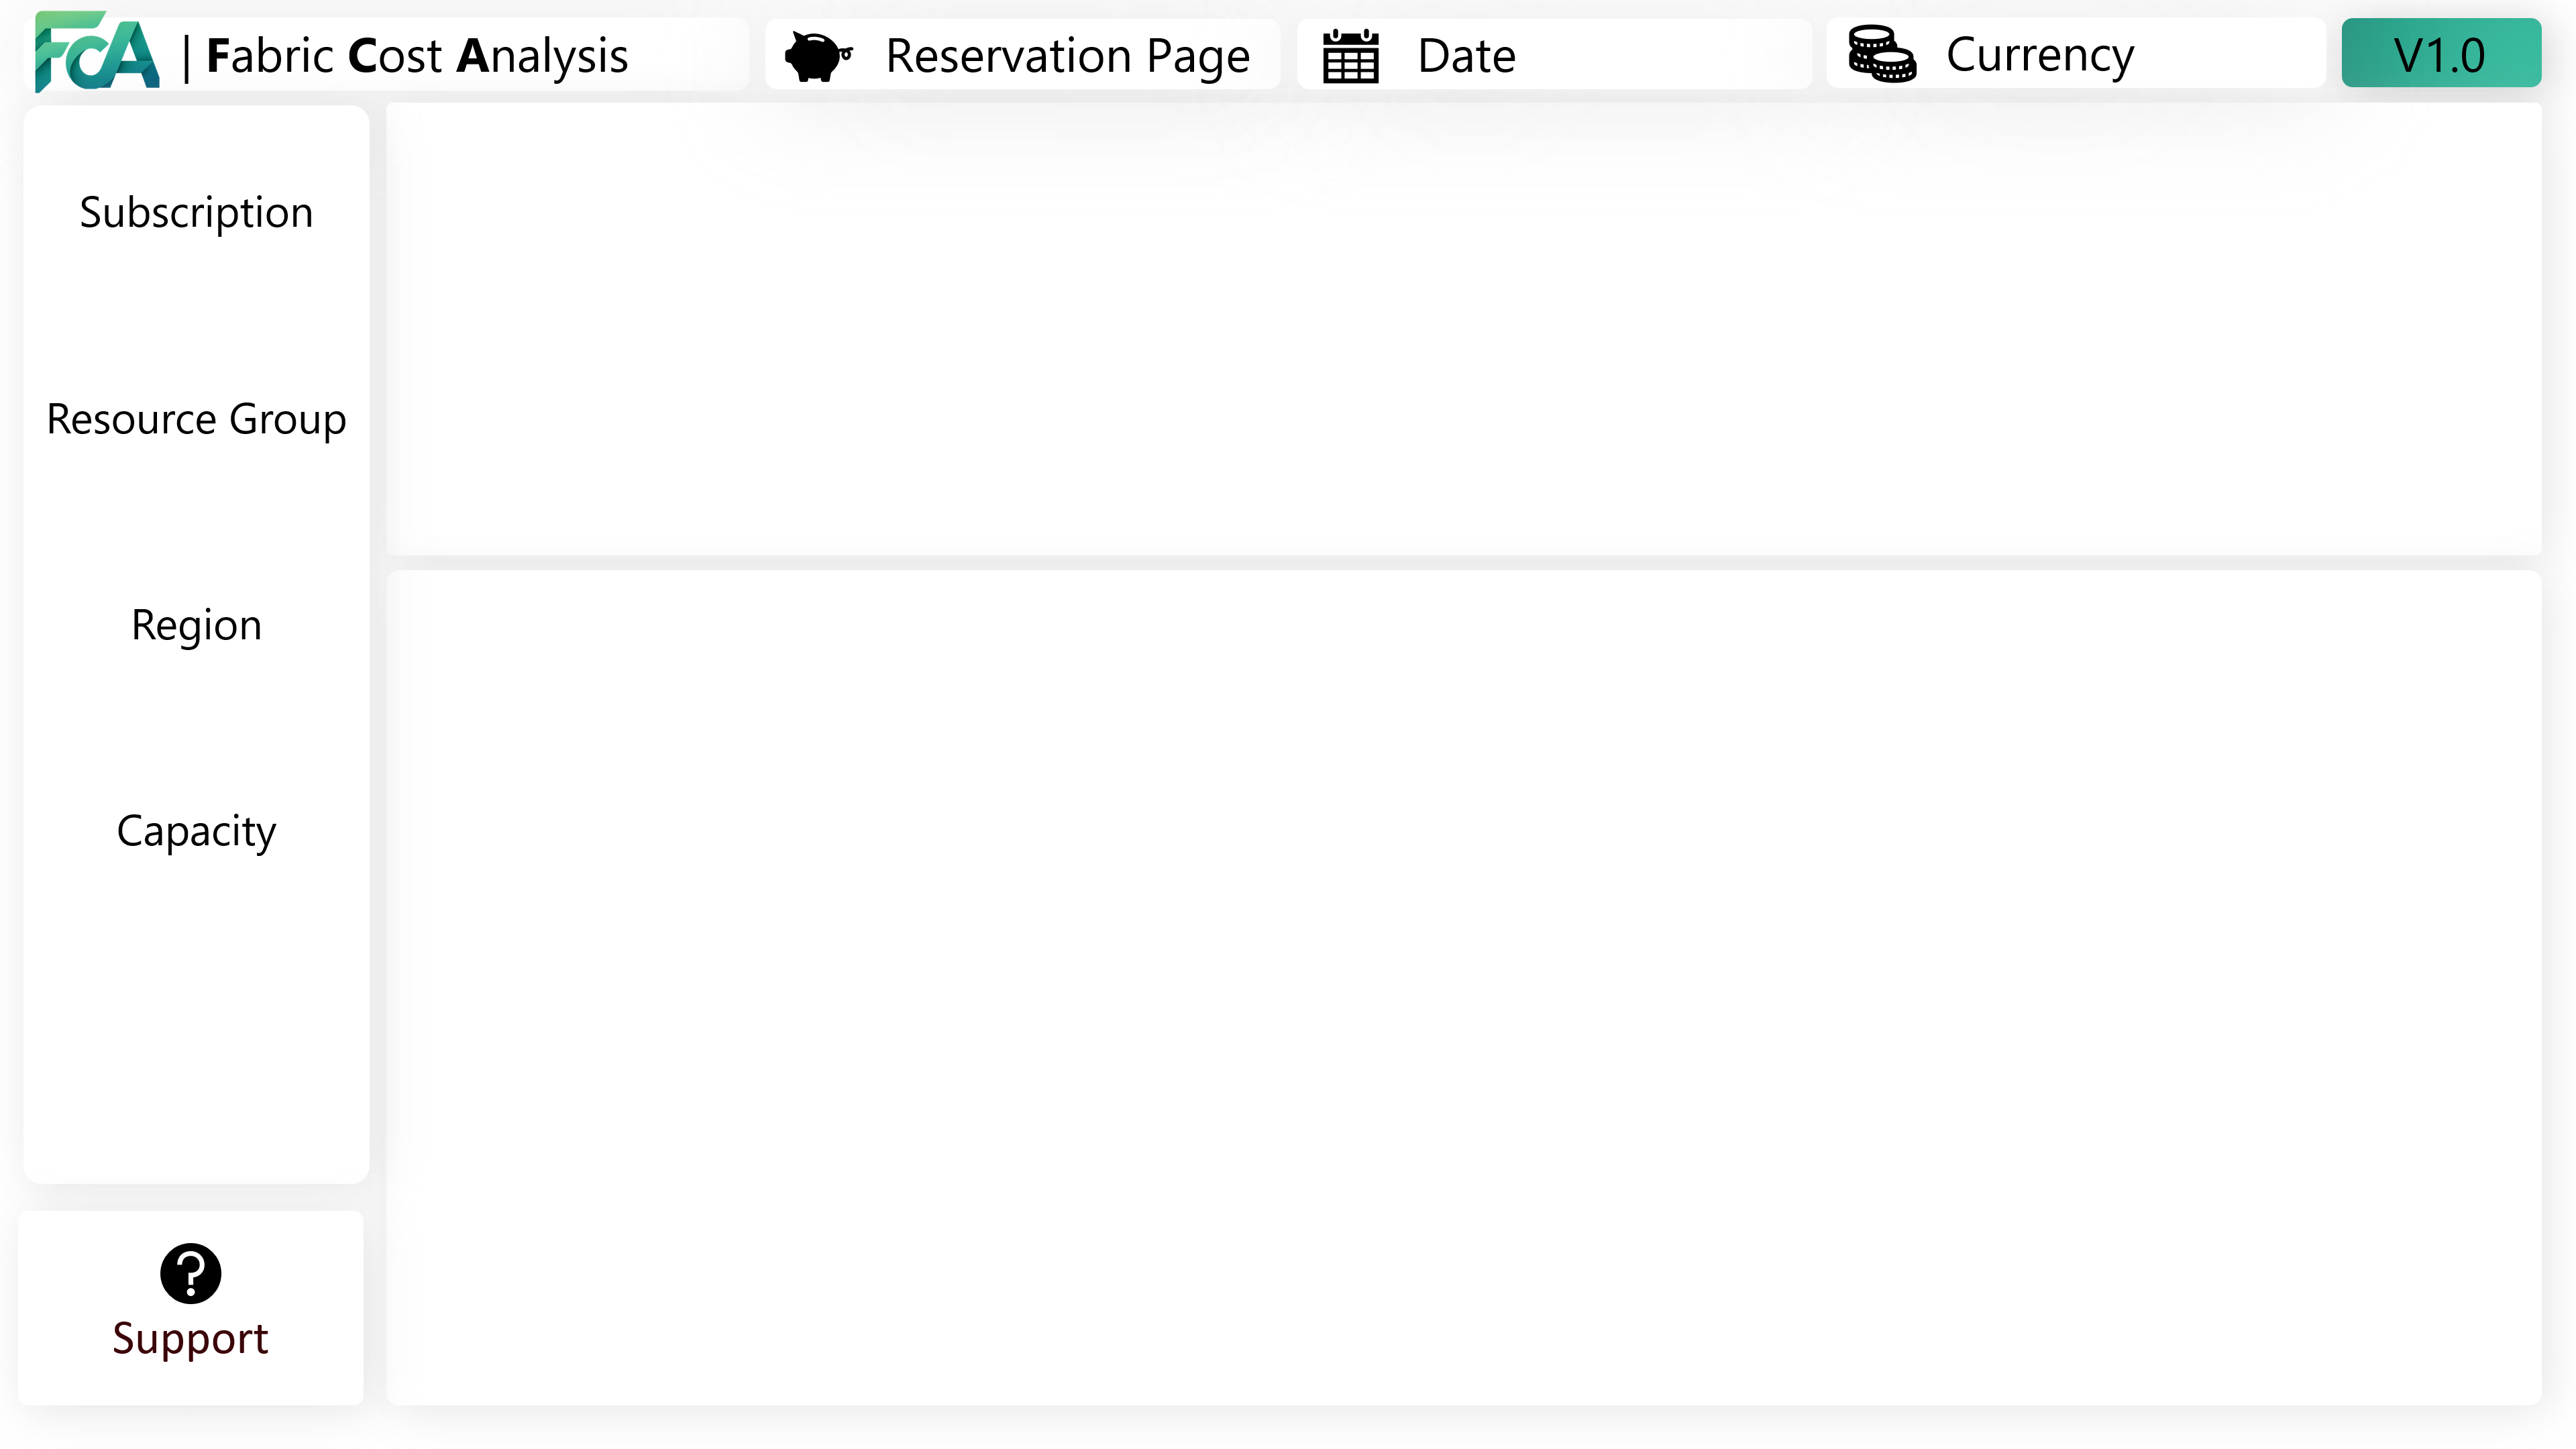 FCA | Fabric Cost Analysis
Reservation Page
Date
Currency
V1.0
Subscription
Resource Group
Region
Capacity
?
Support